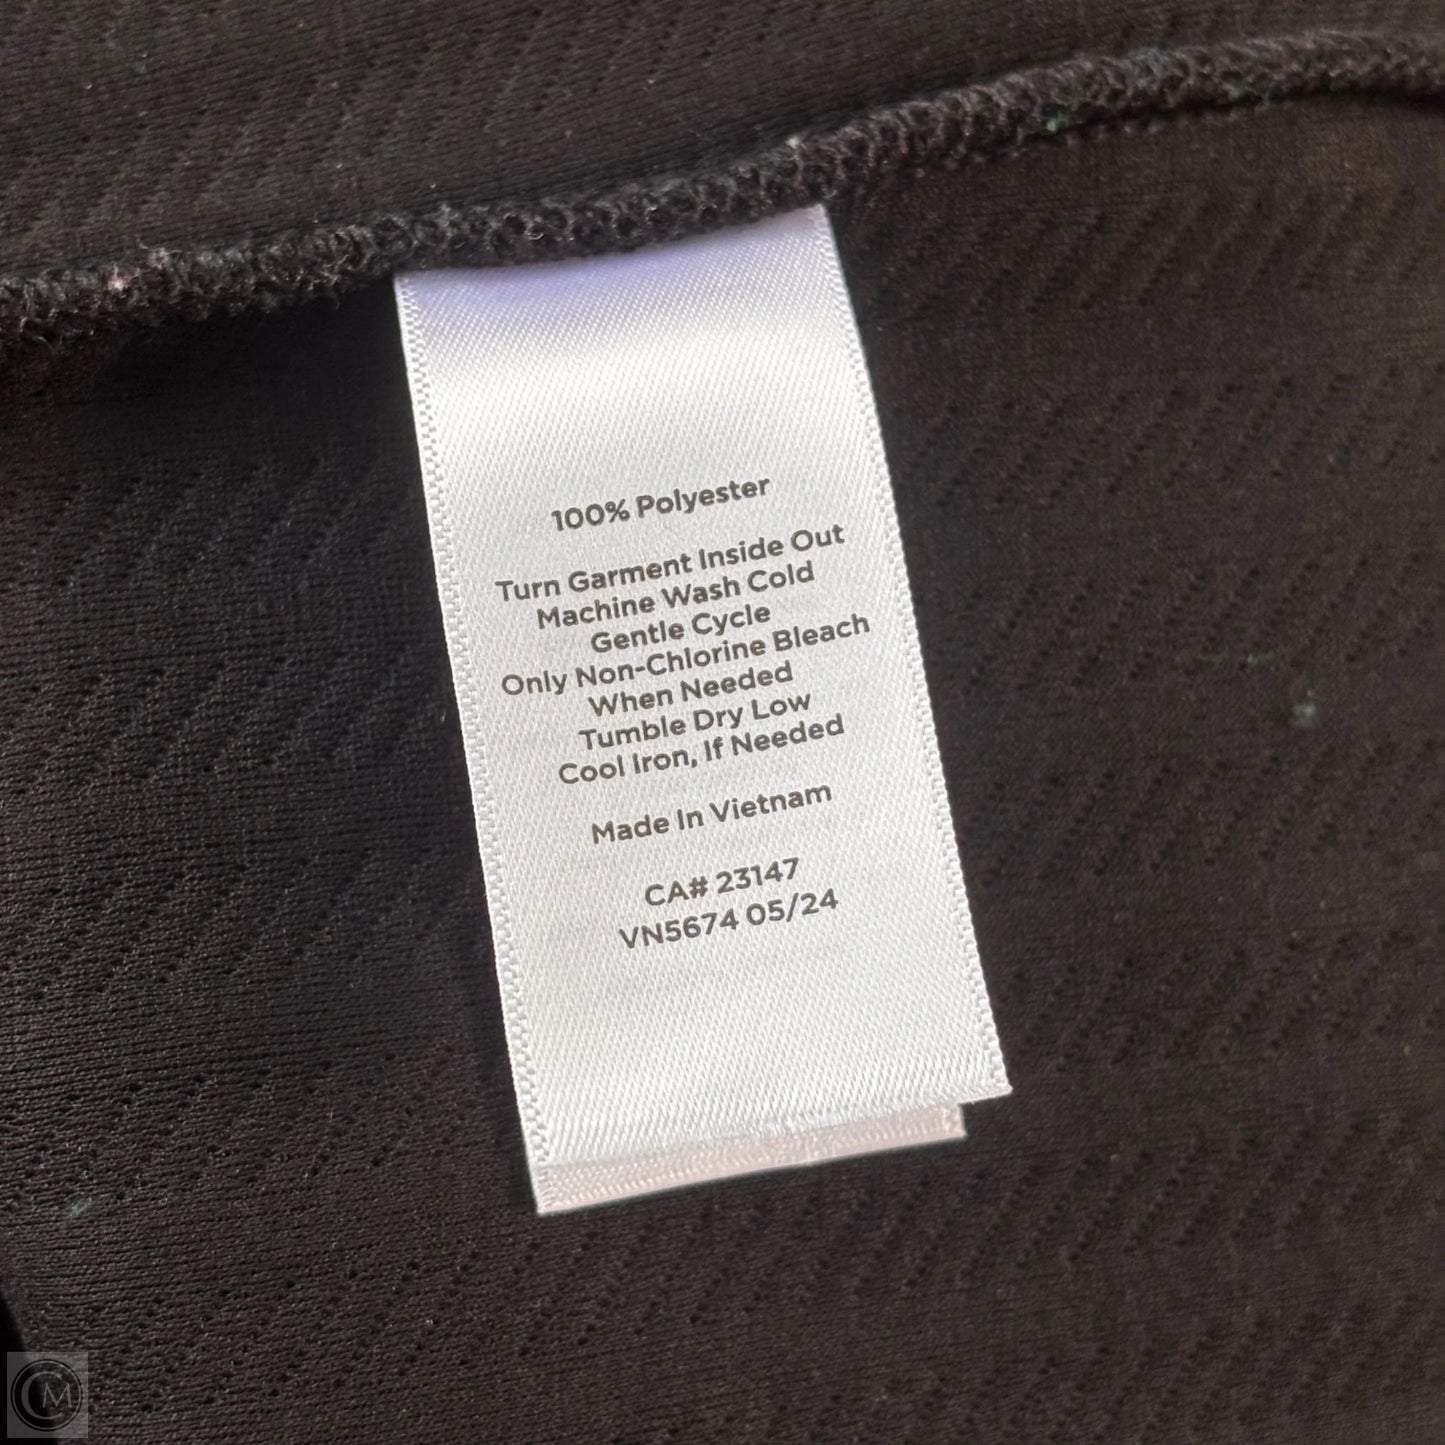 100% Polyester
Turn Garment Inside Out
Machine Wash Cold
Gentle Cycle
Only Non-Chlorine Bleach
When Needed
Tumble Dry Low
Cool Iron, If Needed
Made In Vietnam
CA# 23147
VN5674 05/24
CM